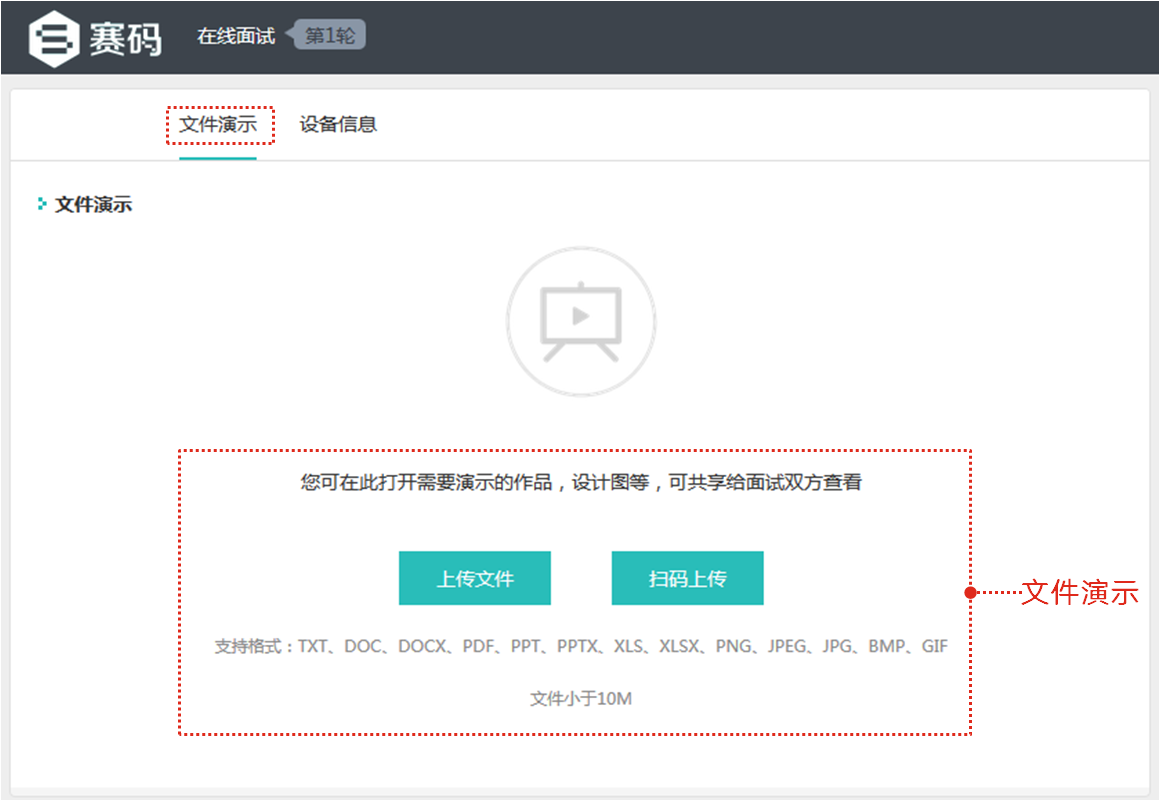 赛码 在线面试 第1轮
文件演示 设备信息
文件演示
您可在此打开需要演示的作品，设计图等，可共享给面试双方查看
上传文件 扫码上传
文件演示
支持格式：TXT、DOC、DOCX、PDF、PPT、PPTX、XLS、XLSX、PNG、JPEG、JPG、BMP、GIF
文件小于10M